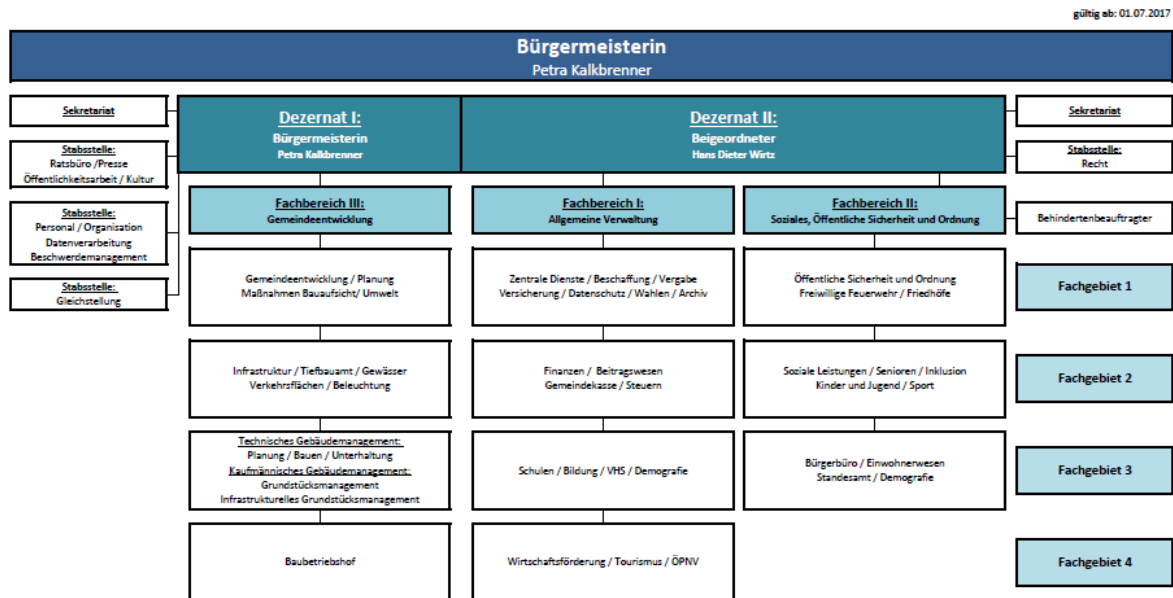 gültig ab: 01.07.2017
Bürgermeisterin
Petra Kalkbrenner
Sekretariat
Stabsstelle:
Ratsbüro /Presse
Öffentlichkeitsarbeit / Kultur
Stabsstelle:
Personal / Organisation
Datenverarbeitung
Beschwerdemanagement
Stabsstelle:
Gleichstellung
Dezernat I:
Bürgermeisterin
Petra Kalkbrenner
Dezernat II:
Beigeordneter
Hans Dieter Wirtz
Sekretariat
Stabsstelle:
Recht
Behindertenbeauftragter
Fachbereich III:
Gemeindeentwicklung
Fachbereich I:
Allgemeine Verwaltung
Fachbereich II:
Soziales, Öffentliche Sicherheit und Ordnung
Gemeindeentwicklung / Planung
Maßnahmen Bauaufsicht/ Umwelt
Zentrale Dienste / Beschaffung / Vergabe
Versicherung / Datenschutz / Wahlen / Archiv
Öffentliche Sicherheit und Ordnung
Freiwillige Feuerwehr / Friedhöfe
Fachgebiet 1
Infrastruktur / Tiefbauamt / Gewässer
Verkehrsflächen / Beleuchtung
Finanzen / Beitragswesen
Gemeindekasse / Steuern
Soziale Leistungen / Senioren / Inklusion
Kinder und Jugend / Sport
Fachgebiet 2
Technisches Gebäudemanagement:
Planung / Bauen / Unterhaltung
Kaufmännisches Gebäudemanagement:
Grundstücksmanagement
Infrastrukturelles Grundstücksmanagement
Schulen / Bildung / VHS / Demografie
Bürgerbüro / Einwohnerwesen
Standesamt / Demografie
Fachgebiet 3
Baubetriebshof
Wirtschaftsförderung / Tourismus / ÖPNV
Fachgebiet 4